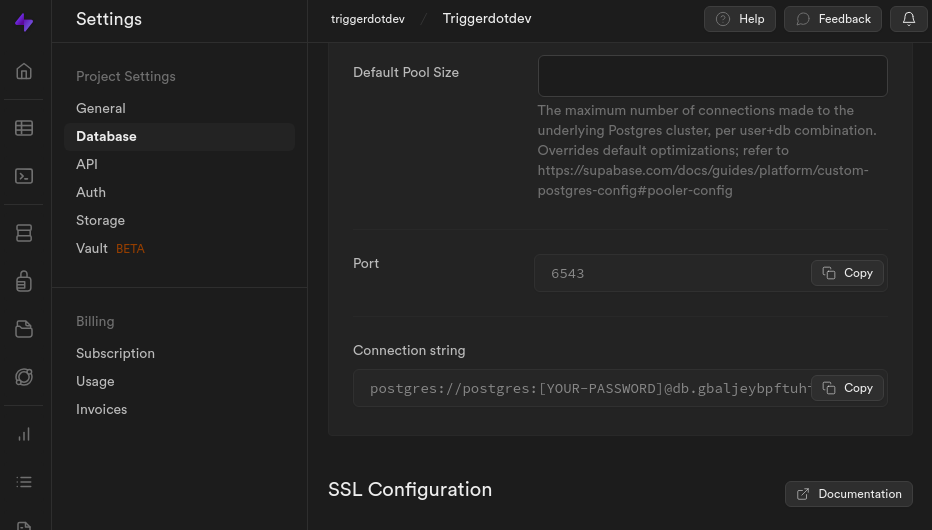 Settings
triggerdotdev / Triggerdotdev
Help
Feedback
Project Settings
General
Database
API
Auth
Storage
Vault BETA
Billing
Subscription
Usage
Invoices
Default Pool Size
The maximum number of connections made to the
underlying Postgres cluster, per user+db combination.
Overrides default optimizations; refer to
https://supabase.com/docs/guides/platform/custom-
postgres-config#pooler-config
Port
6543
Copy
Connection string
postgres://postgres:[YOUR-PASSWORD]@db.gbaljeybpftuh
Copy
SSL Configuration
Documentation